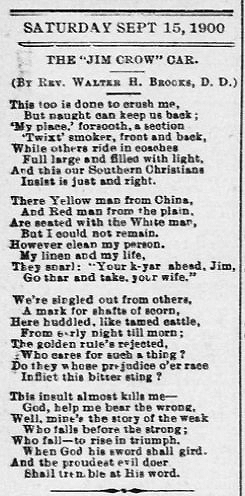 SATURDAY SEPT 15, 1900
THE "JIM CROW" CAR.
(BY REV. WALTER H. BROOKS, D. D.)
This too is done to crush me,
But naught can keep us back;
'My place,' forsooth, a section
'Twixt' smoker, front and back,
While others ride in coaches
Full large and filled with light,
And this our Southern Christians
Insist is just and right.
There Yellow man from China,
And Red man from the plain,
Are seated with the White man,
But I could not remain.
However clean my person.
My linen and my life,
They snarl: "Your k-yar ahead, Jim,
Go thar and take, your wife."
We're singled out from others,
A mark for shafts of scorn,
Here huddled, like tamed cattle,
From early night till morn;
The golden rule's rejected,
Who cares for such a thing?
Do they whose prejudice o'er race
Inflict this bitter sting?
This insult almost kills me—
God, help me bear the wrong,
Well, mine's the story of the weak
Who falls before the strong;
Who fall—to rise in triumph,
When God his sword shall gird.
And the proudest evil doer
Shall tremble at His word.